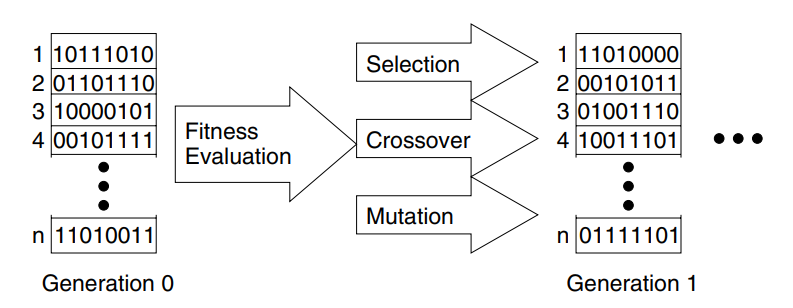 1 10111010
2 01101110
3 10000101
4 00101111
n 11010011
Generation 0
Fitness
Evaluation
Selection
Crossover
Mutation
1 11010000
2 00101011
3 01001110
4 10011101
n 01111101
Generation 1